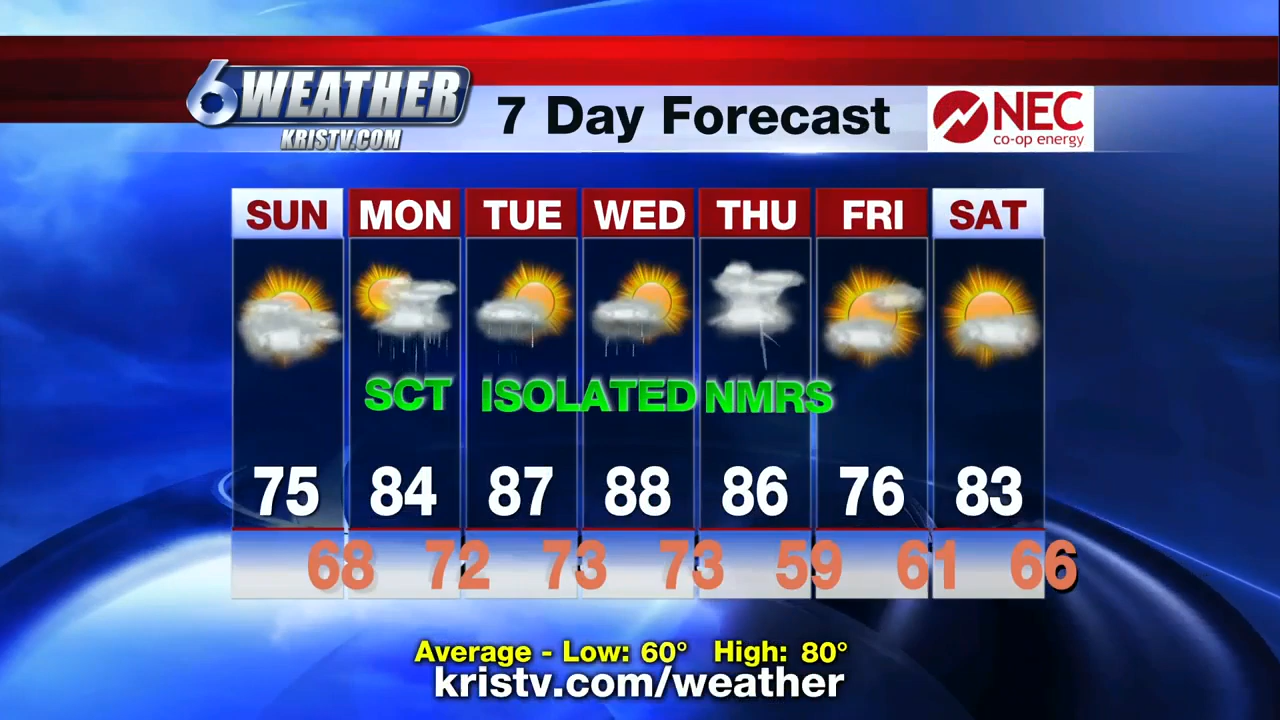 6WEATHER
KRISTV.COM
7 Day Forecast
NEC
co-op energy
SUN MON TUE WED THU FRI SAT
SCT ISOLATED NMRS
75 84 87 88 86 76 83
68 72 73 73 59 61 66
Average - Low: 60° High: 80°
kristv.com/weather